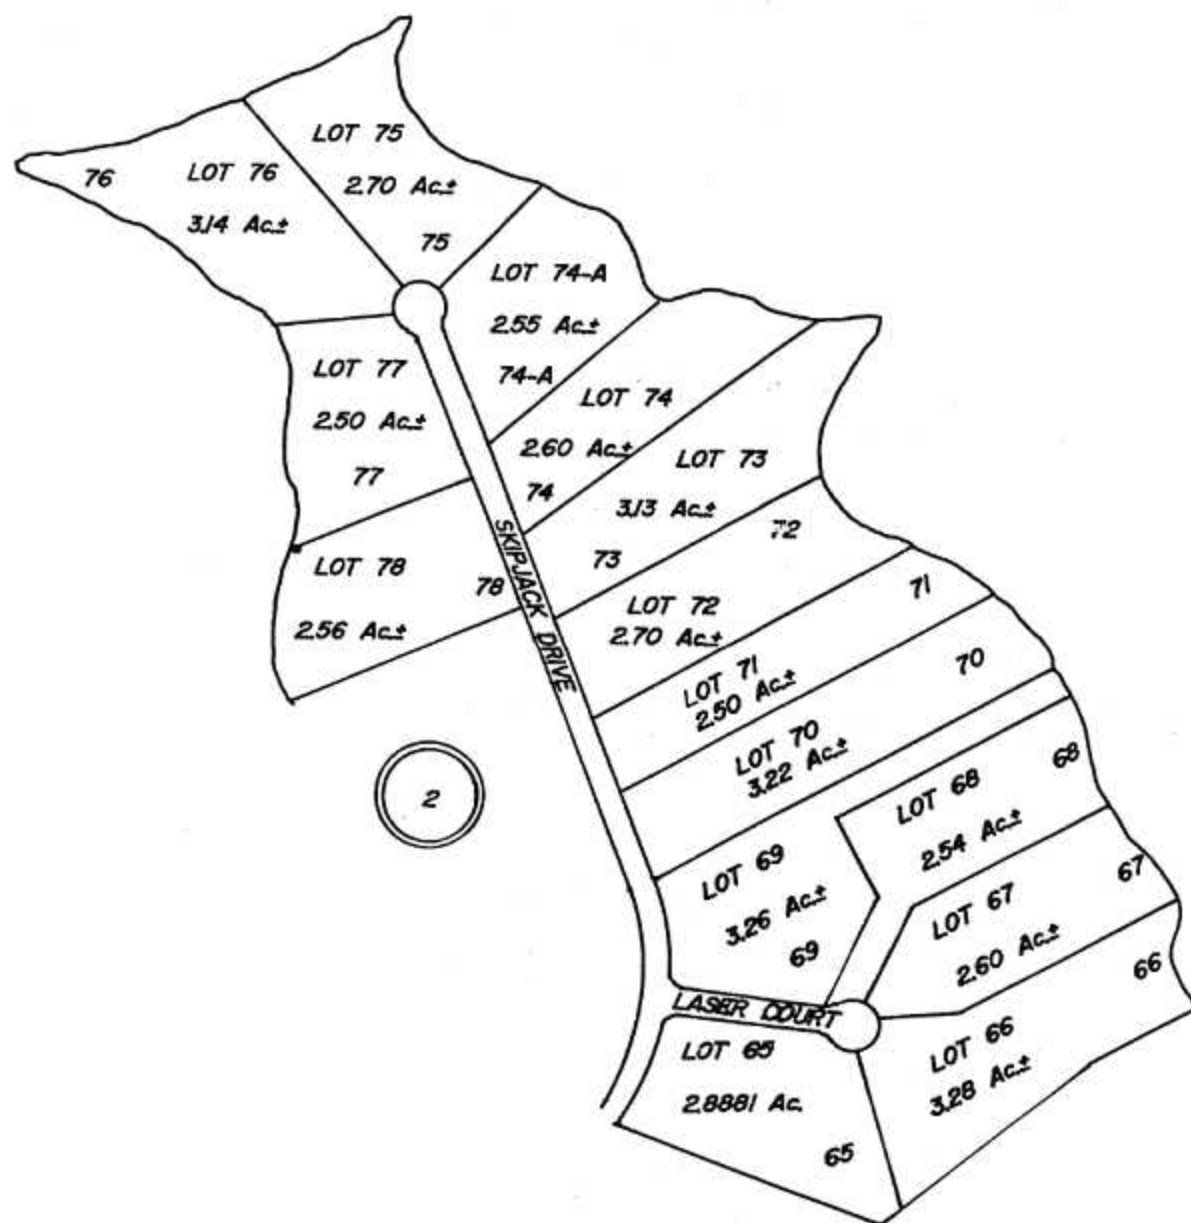 LOT 75
2.70 Ac.±
75
76
LOT 76
3.14 Ac.±
LOT 74-A
2.55 Ac.±
74-A
LOT 77
2.50 Ac.±
77
LOT 74
2.60 Ac.±
74
LOT 73
3.13 Ac.±
73
LOT 78
78
2.56 Ac.±
SKIPJACK DRIVE
72
LOT 72
2.70 Ac.±
71
LOT 71
2.50 Ac.±
70
LOT 70
3.22 Ac.±
2
68
LOT 68
2.54 Ac.±
LOT 69
3.26 Ac.±
69
67
LOT 67
2.60 Ac.±
66
LASER COURT
LOT 66
3.28 Ac.±
LOT 65
2.8881 Ac.
65